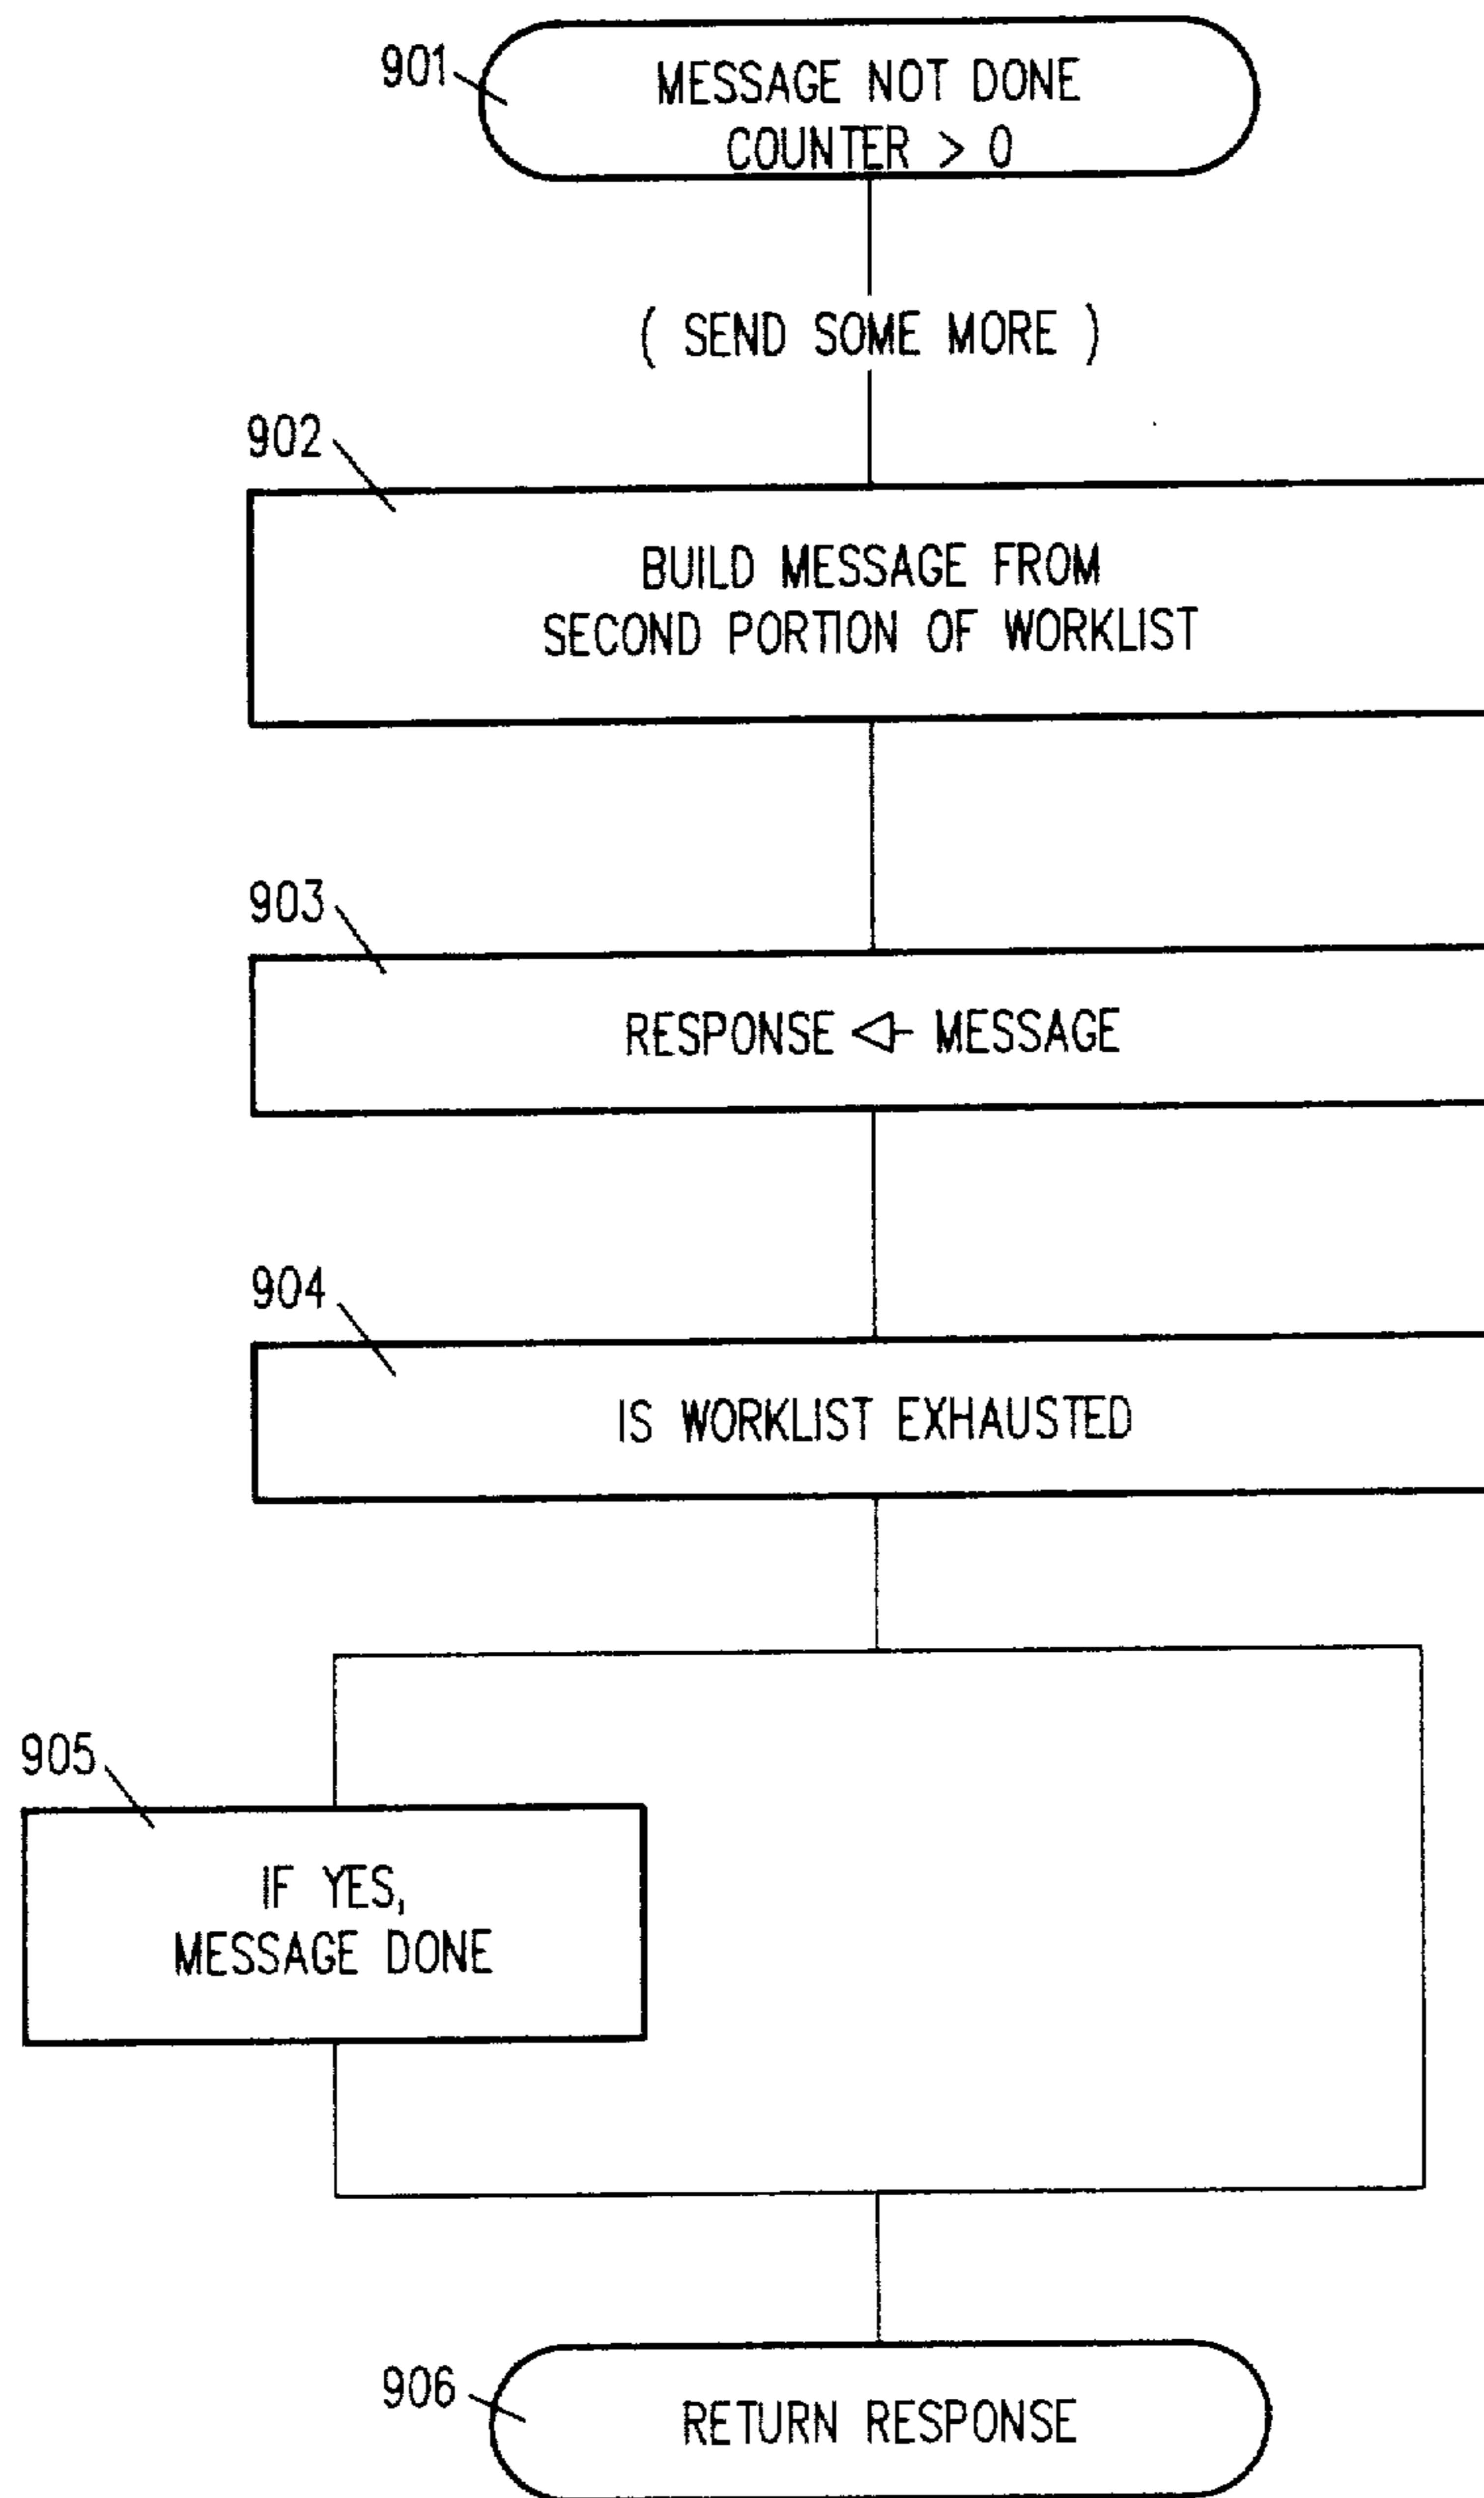 901
MESSAGE NOT DONE
COUNTER > 0
( SEND SOME MORE )
902
BUILD MESSAGE FROM
SECOND PORTION OF WORKLIST
903
RESPONSE ◁- MESSAGE
904
IS WORKLIST EXHAUSTED
905
IF YES,
MESSAGE DONE
906
RETURN RESPONSE